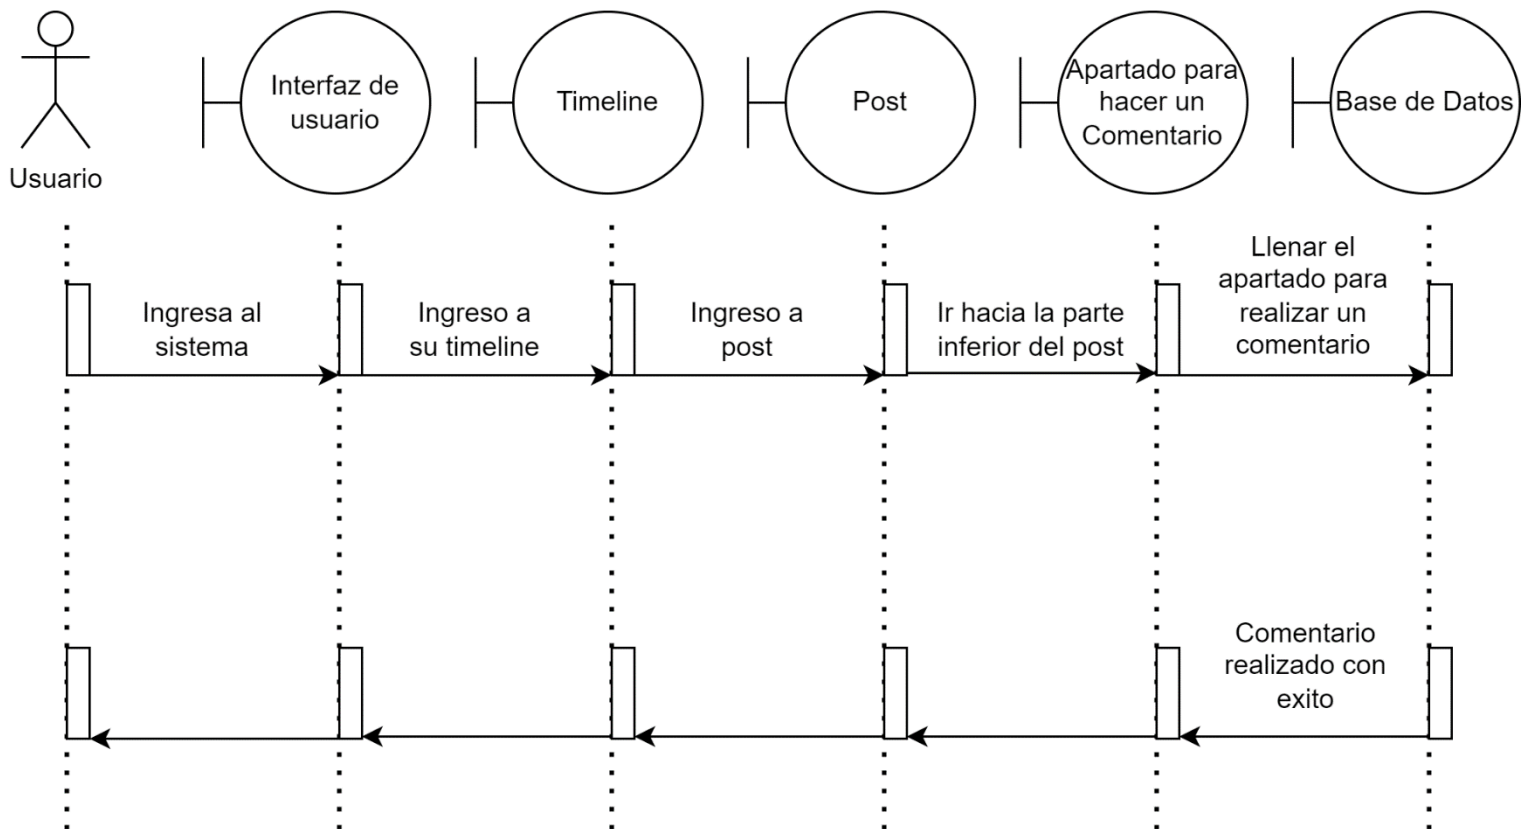 Usuario
Interfaz de
usuario
Timeline
Post
Apartado para
hacer un
Comentario
Base de Datos
Ingresa al
sistema
Ingreso a
su timeline
Ingreso a
post
Ir hacia la parte
inferior del post
Llenar el
apartado para
realizar un
comentario
Comentario
realizado con
exito